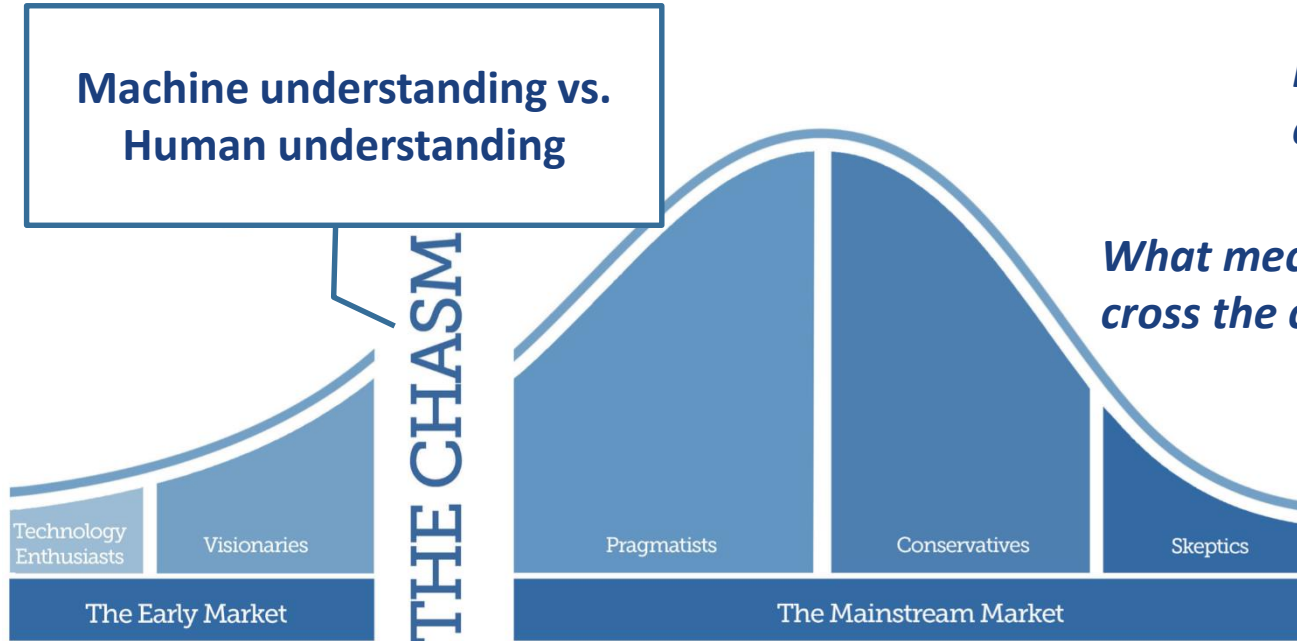 Machine understanding vs.
Human understanding
What
cross the
THE CHASM
Technology
Enthusiasts
Visionaries
Pragmatists
Conservatives
Skeptics
The Early Market
The Mainstream Market